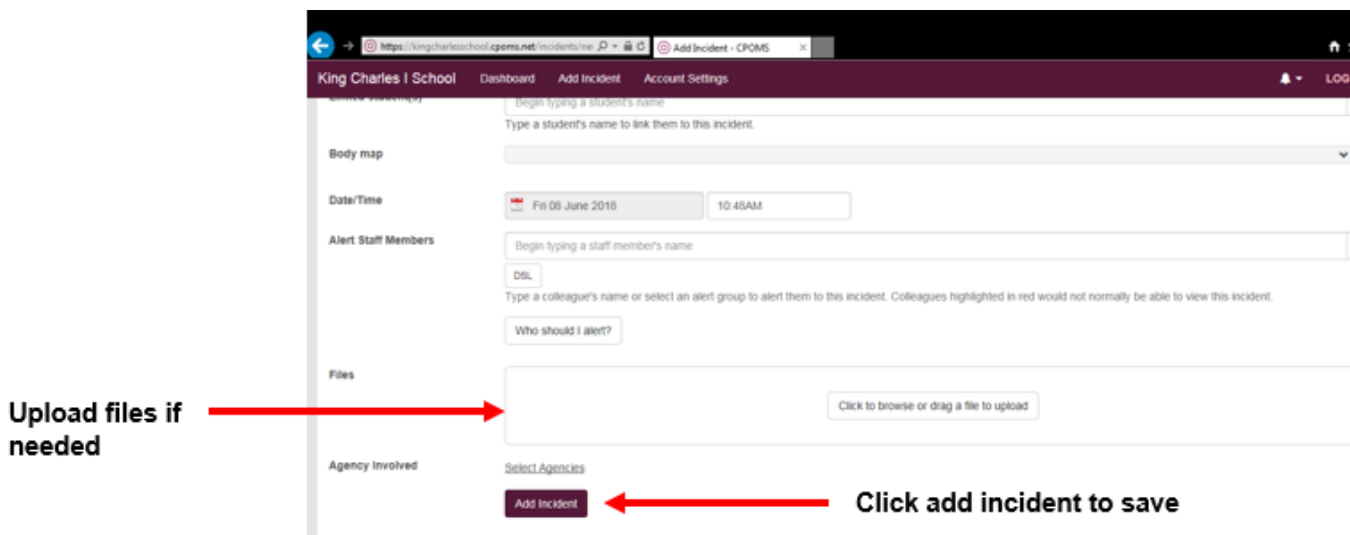 https://kingcharlesschool.cpoms.net/incidents/ne
Add Incident - CPOMS
King Charles I School Dashboard Add Incident Account Settings LOG
Linked student(s)
Begin typing a student's name
Type a student's name to link them to this incident.
Body map
Date/Time
Fri 08 June 2018 10:48AM
Alert Staff Members
Begin typing a staff member's name
DSL
Type a colleague's name or select an alert group to alert them to this incident. Colleagues highlighted in red would not normally be able to view this incident.
Who should I alert?
Files
Click to browse or drag a file to upload
Upload files if
needed
Agency Involved
Select Agencies
Add Incident
Click add incident to save